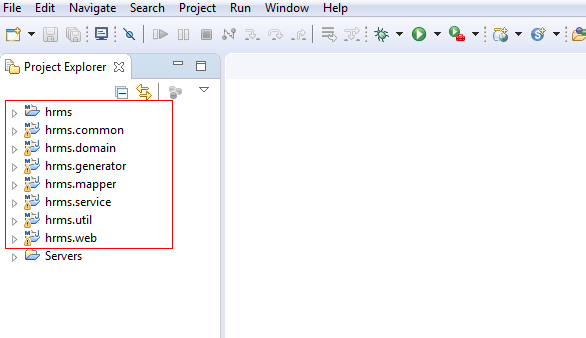 File Edit Navigate Search Project Run Window Help
Project Explorer
hrms
hrms.common
hrms.domain
hrms.generator
hrms.mapper
hrms.service
hrms.util
hrms.web
Servers